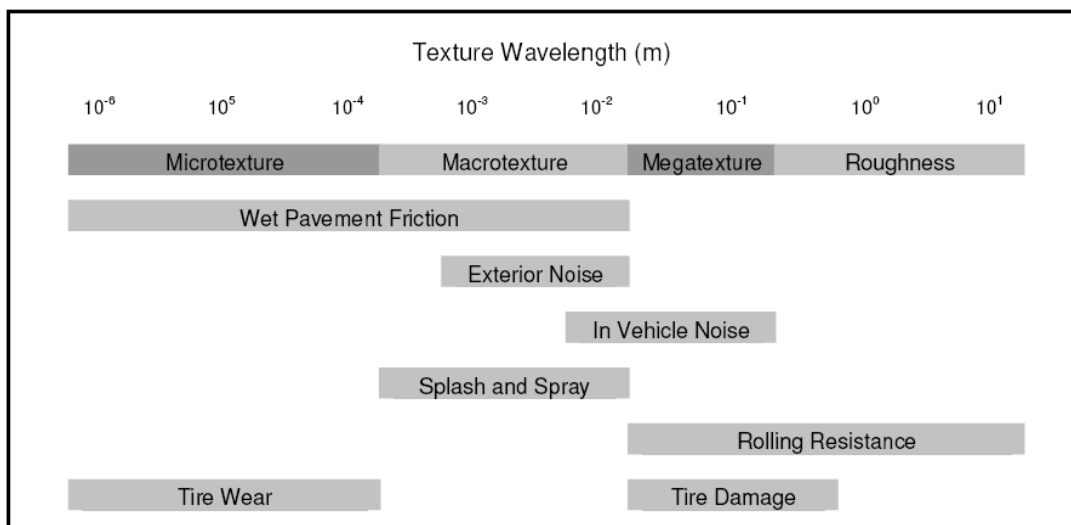 Texture Wavelength (m)
10⁻⁶ 10⁵ 10⁻⁴ 10⁻³ 10⁻² 10⁻¹ 10⁰ 10¹
Microtexture Macrotexture Megatexture Roughness
Wet Pavement Friction
Exterior Noise
In Vehicle Noise
Splash and Spray
Rolling Resistance
Tire Wear Tire Damage